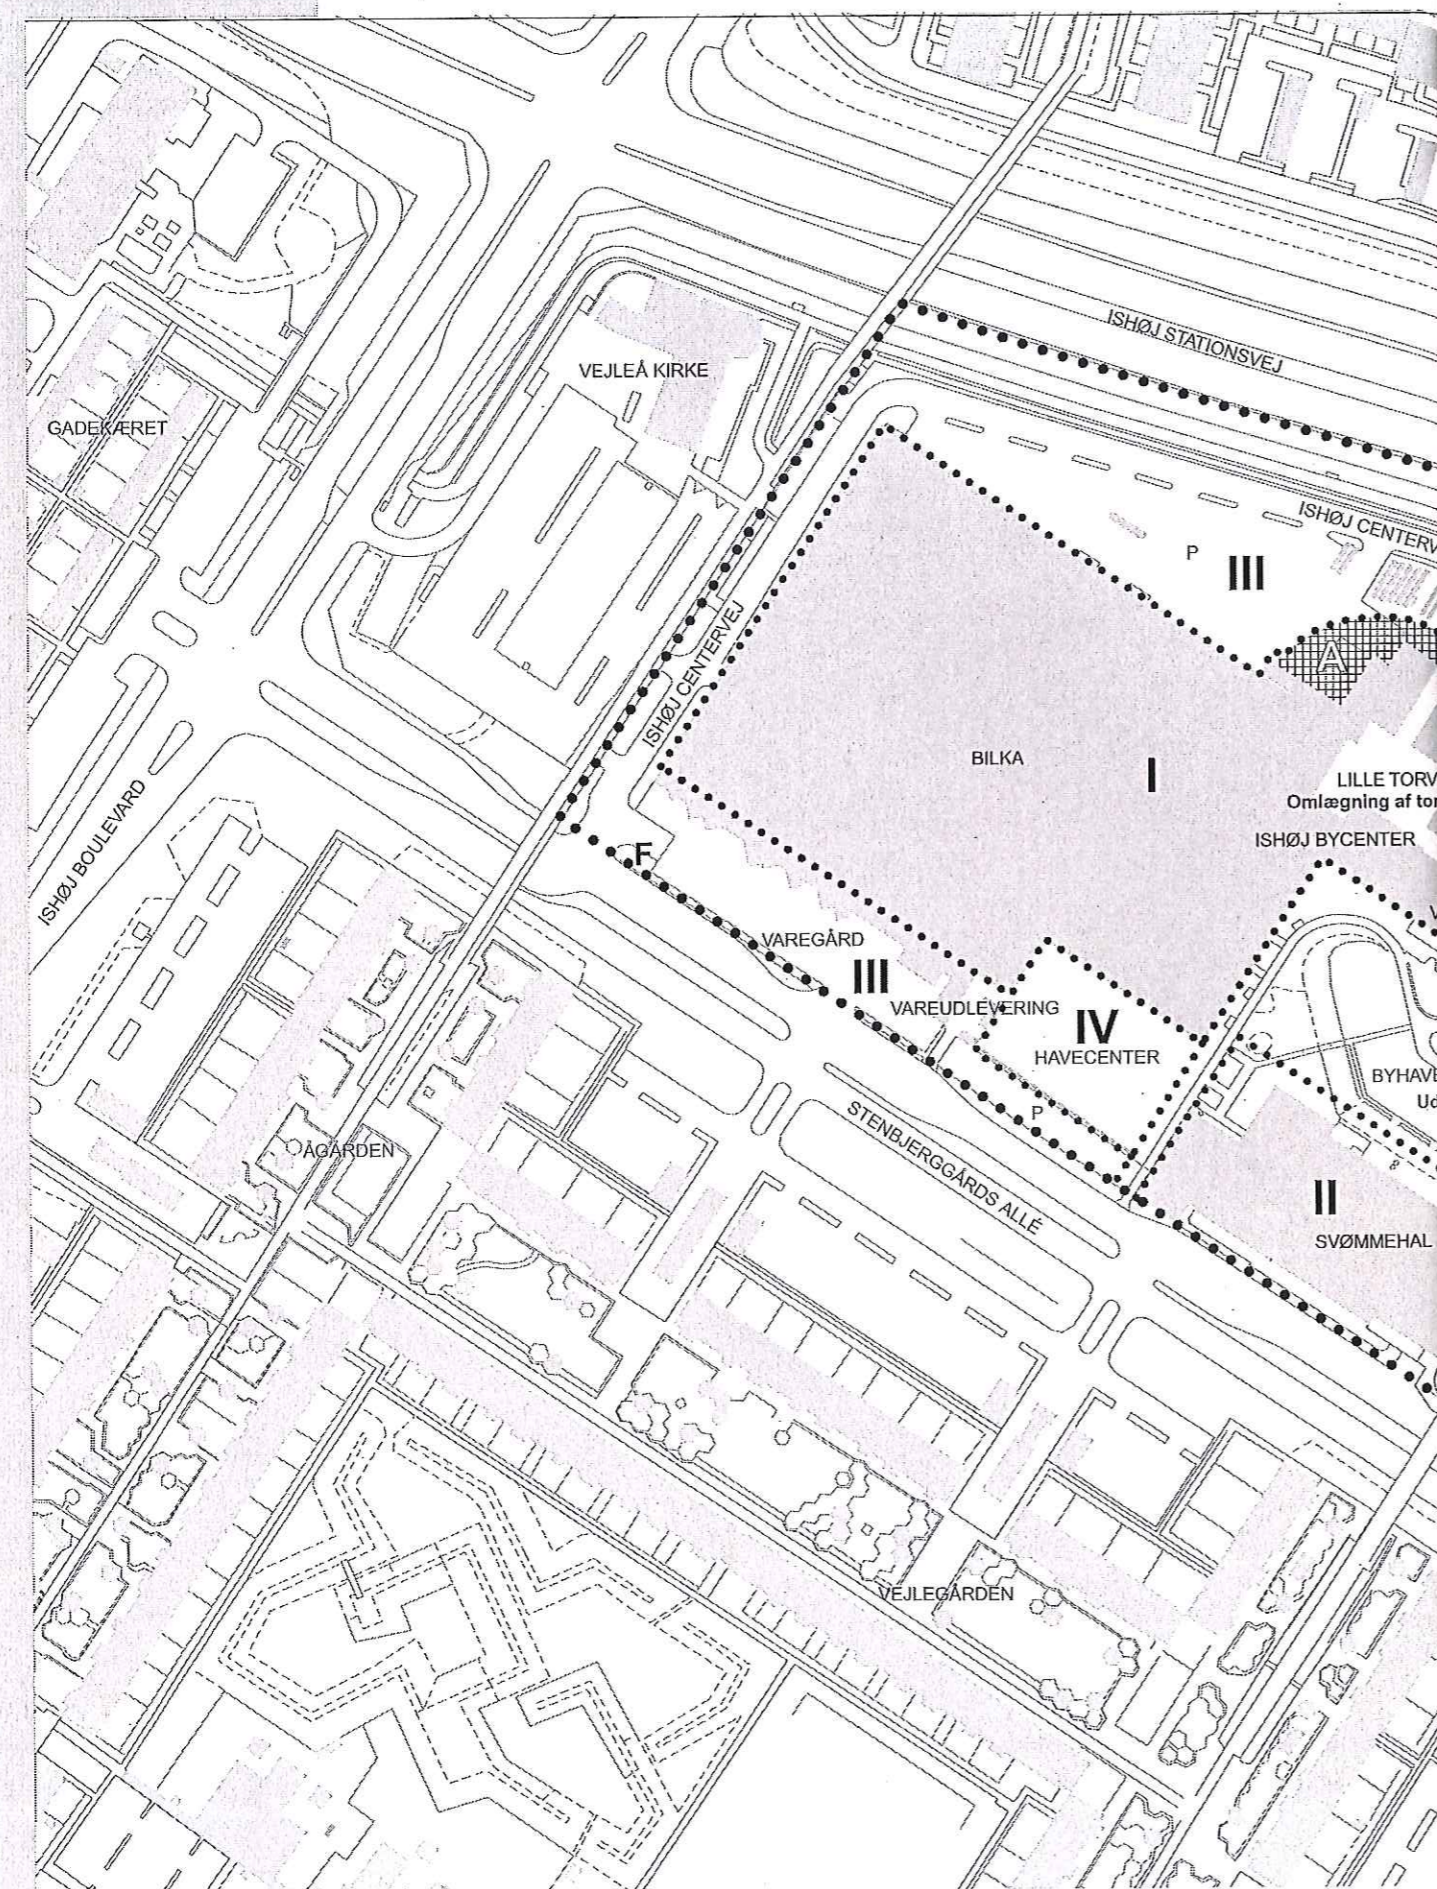 ISHØJ STATIONSVEJ
VEJLEÅ KIRKE
GADEKÆRET
ISHØJ CENTERV
P
III
A
ISHØJ CENTERVEJ
BILKA
I
LILLE TORV
Omlægning af tor
ISHØJ BYCENTER
ISHØJ BOULEVARD
F
V
VAREGÅRD
III
VAREUDLEVERING
IV
HAVECENTER
BYHAVE
Ud
P
STENBJERGGÅRDS ALLÉ
ÅGÅRDEN
II
SVØMMEHAL
VEJLEGÅRDEN